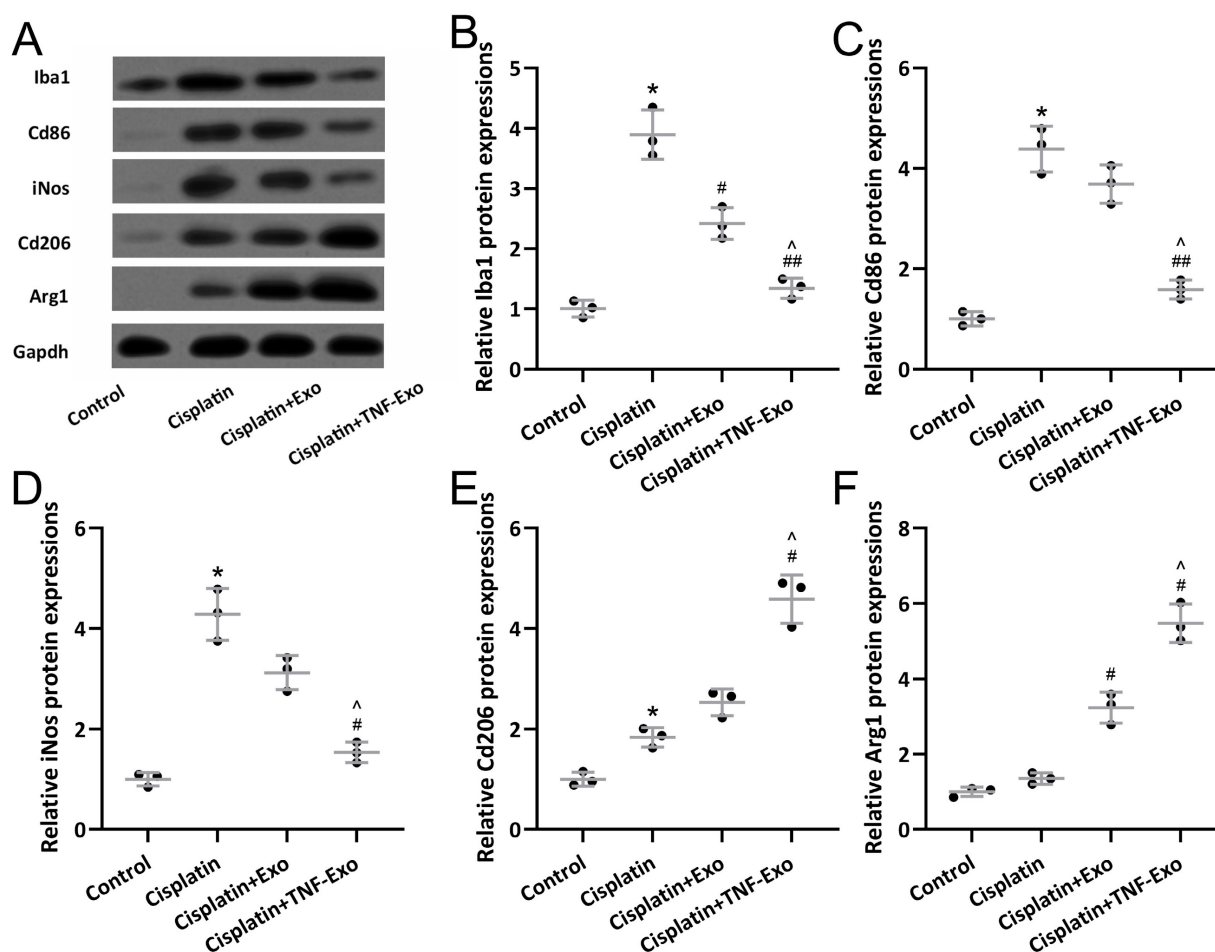 A
Iba1
Cd86
iNos
Cd206
Arg1
Gapdh
Control
Cisplatin
Cisplatin+Exo
Cisplatin+TNF-Exo
B
Relative Iba1 protein expressions
5
4
3
2
1
0
*
#
^
##
Control
Cisplatin
Cisplatin+Exo
Cisplatin+TNF-Exo
C
Relative Cd86 protein expressions
6
4
2
0
*
^
##
Control
Cisplatin
Cisplatin+Exo
Cisplatin+TNF-Exo
D
Relative iNos protein expressions
6
4
2
0
*
^
#
Control
Cisplatin
Cisplatin+Exo
Cisplatin+TNF-Exo
E
Relative Cd206 protein expressions
6
4
2
0
*
^
#
Control
Cisplatin
Cisplatin+Exo
Cisplatin+TNF-Exo
F
Relative Arg1 protein expressions
8
6
4
2
0
#
^
#
Control
Cisplatin
Cisplatin+Exo
Cisplatin+TNF-Exo